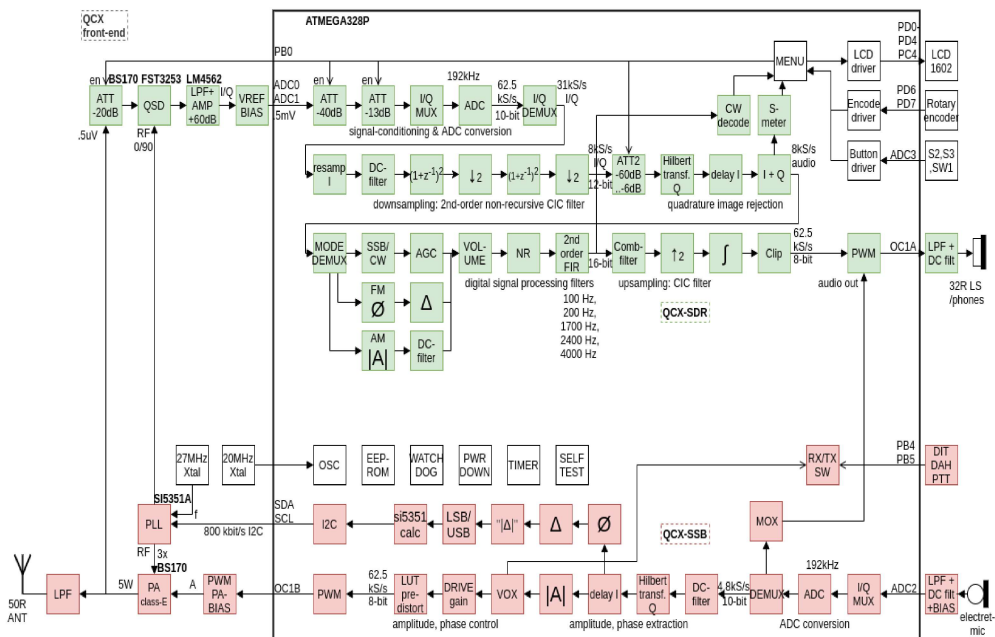 QCX
front-end
ATMEGA328P
PD0-
PD4
PC4
PB0
MENU
LCD
driver
LCD
1602
en
BS170 FST3253 LM4562
ATT
-20dB
QSD
LPF+
AMP
+60dB
I/Q
VREF
BIAS
ADC0
ADC1
.5mV
en
ATT
-40dB
en
ATT
-13dB
I/Q
MUX
192kHz
ADC
62.5
kS/s
10-bit
I/Q
DEMUX
31kS/s
I/Q
signal-conditioning & ADC conversion
CW
decode
S-
meter
PD6
PD7
Encode
driver
Rotary
encoder
Button
driver
ADC3
S2,S3
,SW1
.5uV
RF
0/90
resamp
I
DC-
filter
(1+z⁻¹)²
↓2
(1+z⁻¹)²
↓2
8kS/s
I/Q
12-bit
ATT2
-60dB
..-6dB
Hilbert
transf.
Q
delay I
I + Q
8kS/s
audio
downsampling: 2nd-order non-recursive CIC filter
quadrature image rejection
MODE
DEMUX
SSB/
CW
AGC
VOL-
UME
NR
2nd
order
FIR
16-bit
Comb-
filter
↑2
∫
Clip
62.5
kS/s
8-bit
PWM
OC1A
LPF +
DC filt
digital signal processing filters
upsampling: CIC filter
audio out
32R LS
/phones
FM
Ø
Δ
100 Hz,
200 Hz,
1700 Hz,
2400 Hz,
4000 Hz
QCX-SDR
AM
|A|
DC-
filter
27MHz
Xtal
20MHz
Xtal
OSC
EEP-
ROM
WATCH
DOG
PWR
DOWN
TIMER
SELF
TEST
RX/TX
SW
PB4
PB5
DIT
DAH
PTT
SI5351A
PLL
f
SDA
SCL
800 kbit/s I2C
I2C
si5351
calc
LSB/
USB
"|Δ|"
Δ
Ø
QCX-SSB
MOX
RF
3x
BS170
50R
ANT
LPF
5W
PA
class-E
A
PWM
PA-
BIAS
OC1B
PWM
62.5
kS/s
8-bit
LUT
pre-
distort
DRIVE
gain
VOX
|A|
delay I
Hilbert
transf.
Q
DC-
filter
4.8kS/s
10-bit
DEMUX
192kHz
ADC
I/Q
MUX
ADC2
LPF +
DC filt
+BIAS
electret-
mic
amplitude, phase control
amplitude, phase extraction
ADC conversion